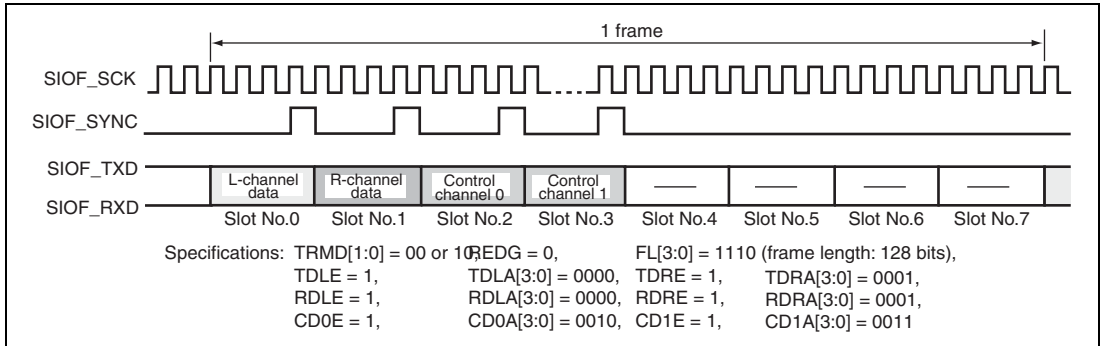 1 frame
SIOF_SCK
SIOF_SYNC
SIOF_TXD
SIOF_RXD
L-channel data
R-channel data
Control channel 0
Control channel 1
Slot No.0 Slot No.1 Slot No.2 Slot No.3 Slot No.4 Slot No.5 Slot No.6 Slot No.7
Specifications: TRMD[1:0] = 00 or 10, REDG = 0, FL[3:0] = 1110 (frame length: 128 bits),
TDLE = 1, TDLA[3:0] = 0000, TDRE = 1, TDRA[3:0] = 0001,
RDLE = 1, RDLA[3:0] = 0000, RDRE = 1, RDRA[3:0] = 0001,
CD0E = 1, CD0A[3:0] = 0010, CD1E = 1, CD1A[3:0] = 0011